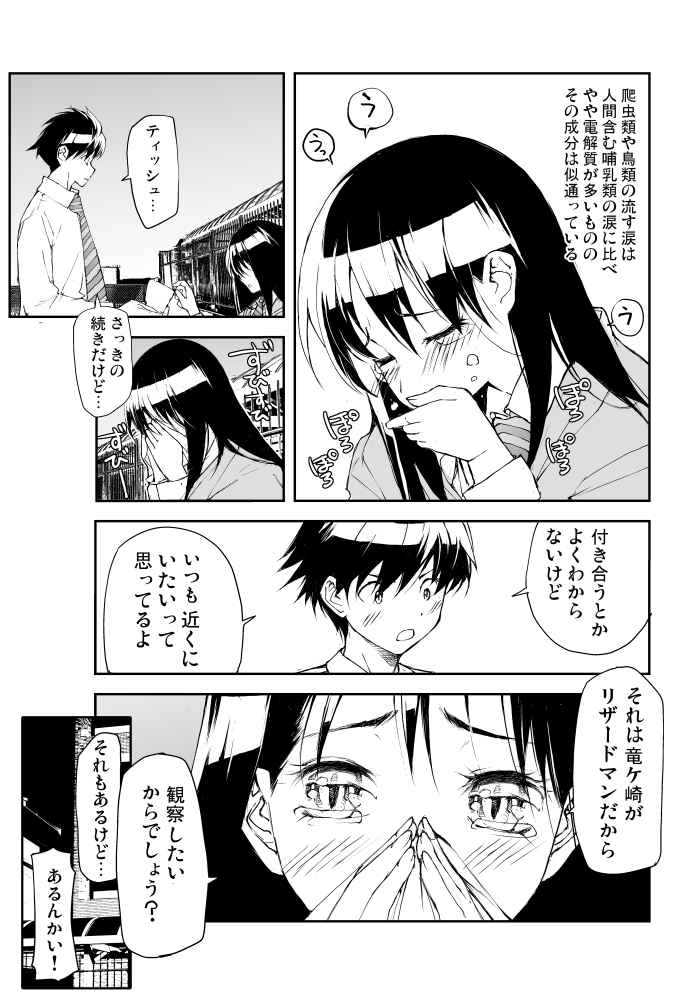 爬虫類や鳥類の流す涙は
人間含む哺乳類の涙に比べ
やや電解質が多いものの
その成分は似通っている
う
うっ
う
ぽろ
ぽろ
ぽろ
ぽろ
ティッシュ…
さっきの
続きだけど…
ずびずび
ずびー
付き合うとか
よくわから
ないけど
いつも近くに
いたいって
思ってるよ
それは竜ケ崎が
リザードマンだから
観察したい
からでしょう？
それもあるけど…
あるんかい！